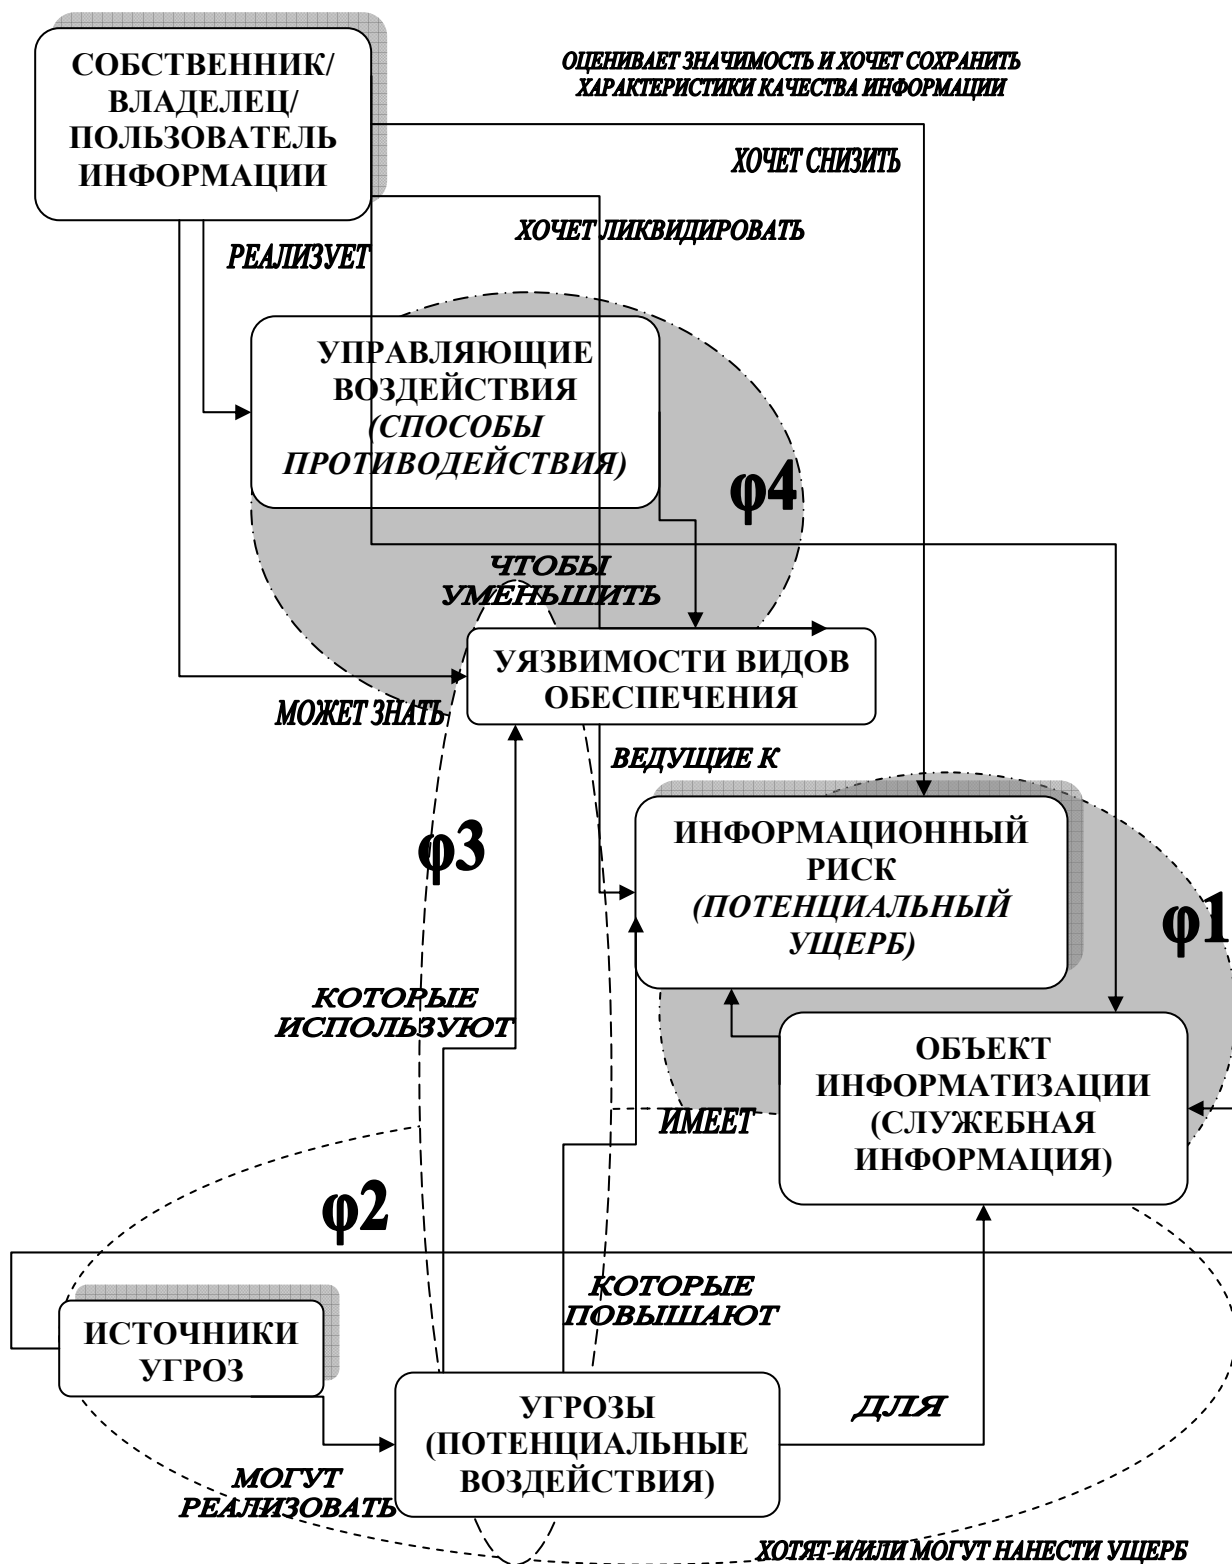 СОБСТВЕННИК/
ВЛАДЕЛЕЦ/
ПОЛЬЗОВАТЕЛЬ
ИНФОРМАЦИИ
ОЦЕНИВАЕТ ЗНАЧИМОСТЬ И ХОЧЕТ СОХРАНИТЬ
ХАРАКТЕРИСТИКИ КАЧЕСТВА ИНФОРМАЦИИ
ХОЧЕТ СНИЗИТЬ
ХОЧЕТ ЛИКВИДИРОВАТЬ
РЕАЛИЗУЕТ
УПРАВЛЯЮЩИЕ
ВОЗДЕЙСТВИЯ
(СПОСОБЫ
ПРОТИВОДЕЙСТВИЯ)
φ4
ЧТОБЫ
УМЕНЬШИТЬ
УЯЗВИМОСТИ ВИДОВ
ОБЕСПЕЧЕНИЯ
МОЖЕТ ЗНАТЬ
ВЕДУЩИЕ К
φ3
ИНФОРМАЦИОННЫЙ
РИСК
(ПОТЕНЦИАЛЬНЫЙ
УЩЕРБ)
φ1
КОТОРЫЕ
ИСПОЛЬЗУЮТ
ОБЪЕКТ
ИНФОРМАТИЗАЦИИ
(СЛУЖЕБНАЯ
ИНФОРМАЦИЯ)
ИМЕЕТ
φ2
КОТОРЫЕ
ПОВЫШАЮТ
ИСТОЧНИКИ
УГРОЗ
УГРОЗЫ
(ПОТЕНЦИАЛЬНЫЕ
ВОЗДЕЙСТВИЯ)
ДЛЯ
МОГУТ
РЕАЛИЗОВАТЬ
ХОТЯТ И/ИЛИ МОГУТ НАНЕСТИ УЩЕРБ